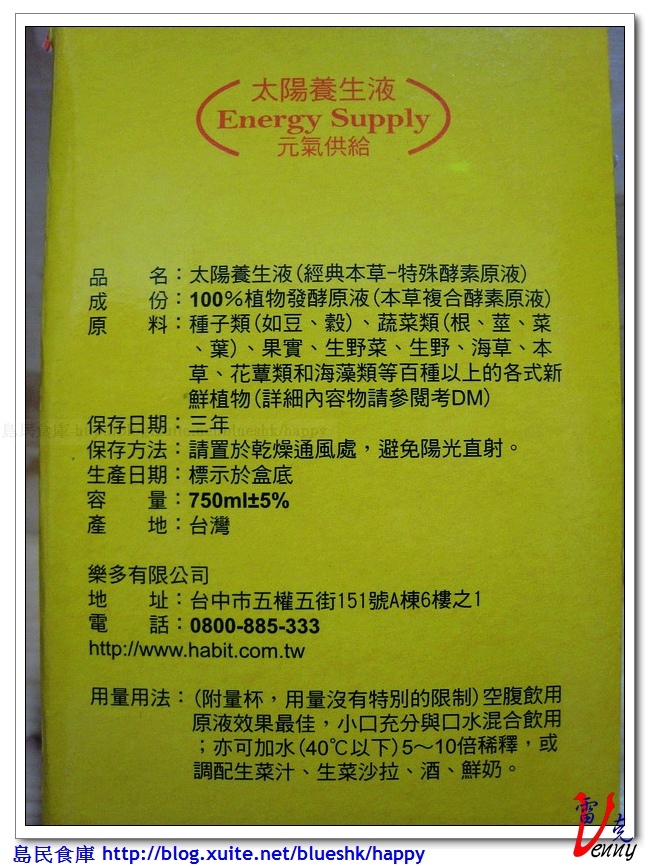 太陽養生液
Energy Supply
元氣供給
品　　名：太陽養生液(經典本草-特殊酵素原液)
成　　份：100%植物發酵原液(本草複合酵素原液)
原　　料：種子類(如豆、穀)、蔬菜類(根、莖、菜
、葉)、果實、生野菜、生野、海草、本
草、花蕈類和海藻類等百種以上的各式新
鮮植物(詳細內容物請參閱考DM)
保存日期：三年
保存方法：請置於乾燥通風處，避免陽光直射。
生產日期：標示於盒底
容　　量：750ml±5%
產　　地：台灣
樂多有限公司
地　　址：台中市五權五街151號A棟6樓之1
電　　話：0800-885-333
http://www.habit.com.tw
用量用法：(附量杯，用量沒有特別的限制)空腹飲用
原液效果最佳，小口充分與口水混合飲用
；亦可加水(40℃以下)5～10倍稀釋，或
調配生菜汁、生菜沙拉、酒、鮮奶。
雷克
Venny
島民食庫 http://blog.xuite.net/blueshk/happy